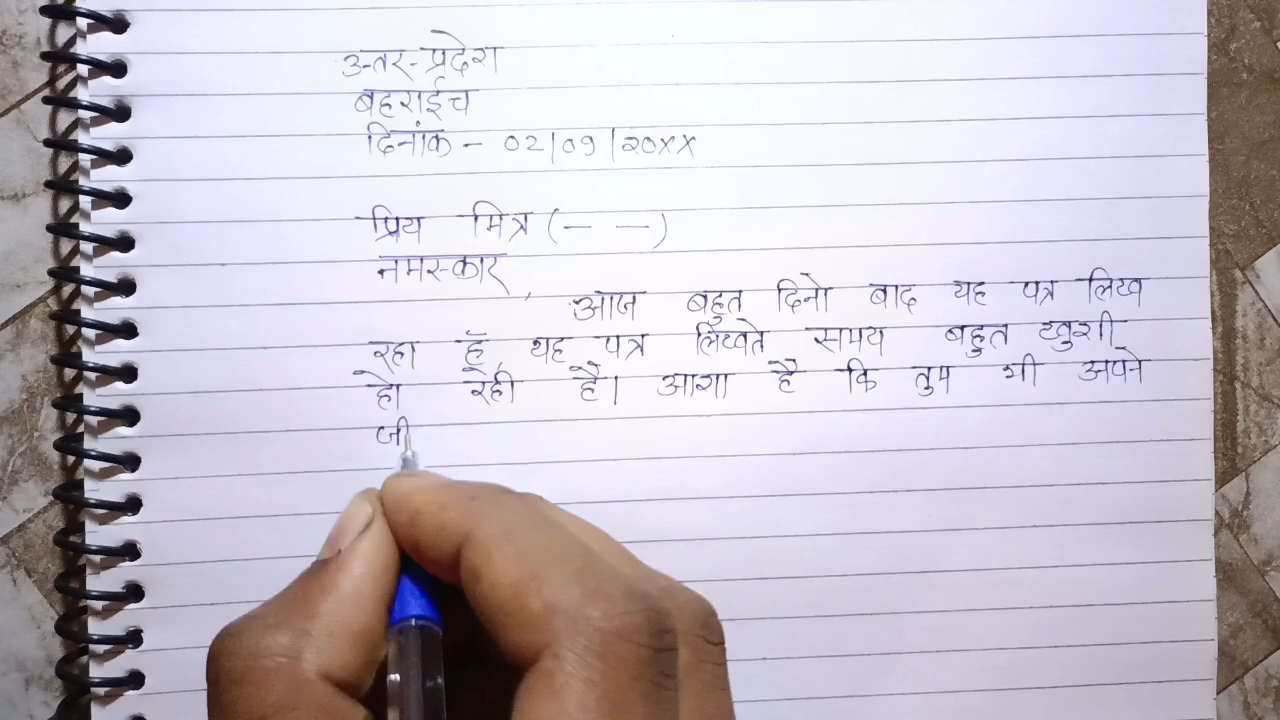 उत्तर-प्रदेश
बहराईच
दिनांक - 02/09/20xx
प्रिय मित्र (— —)
नमस्कार,
आज बहुत दिनो बाद यह पत्र लिख
रहा हूँ, यह पत्र लिखते समय बहुत खुशी
हो रही है। आशा है कि तुम भी अपने
जी